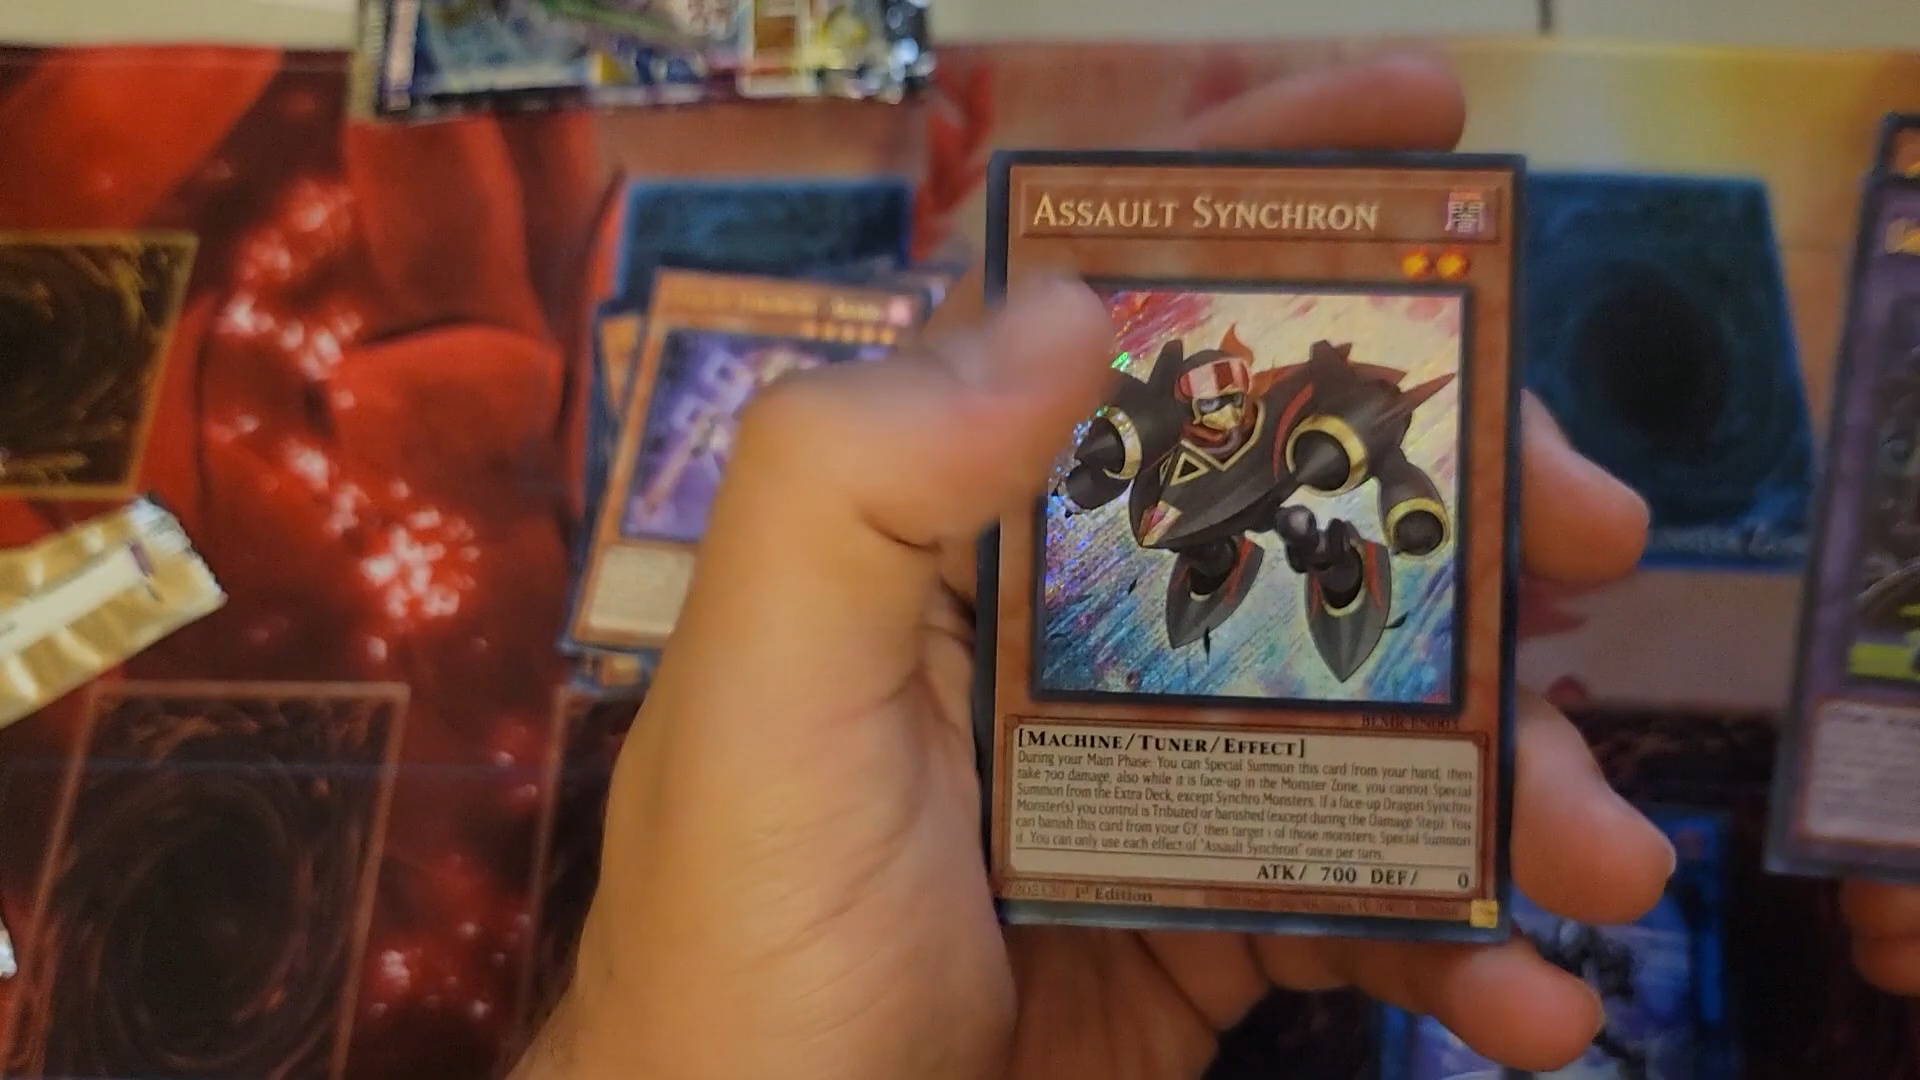 ASSAULT SYNCHRON
闇
[MACHINE/TUNER/EFFECT]
During your Main Phase: You can Special Summon this card from your hand, then
take 700 damage, also while it is face-up in the Monster Zone, you cannot Special
Summon from the Extra Deck, except Synchro Monsters. If a face-up Dragon Synchro
Monster(s) you control is Tributed or banished (except during the Damage Step): You
can banish this card from your GY, then target 1 of those monsters; Special Summon
it. You can only use each effect of "Assault Synchron" once per turn.
ATK/ 700 DEF/ 0
1st Edition